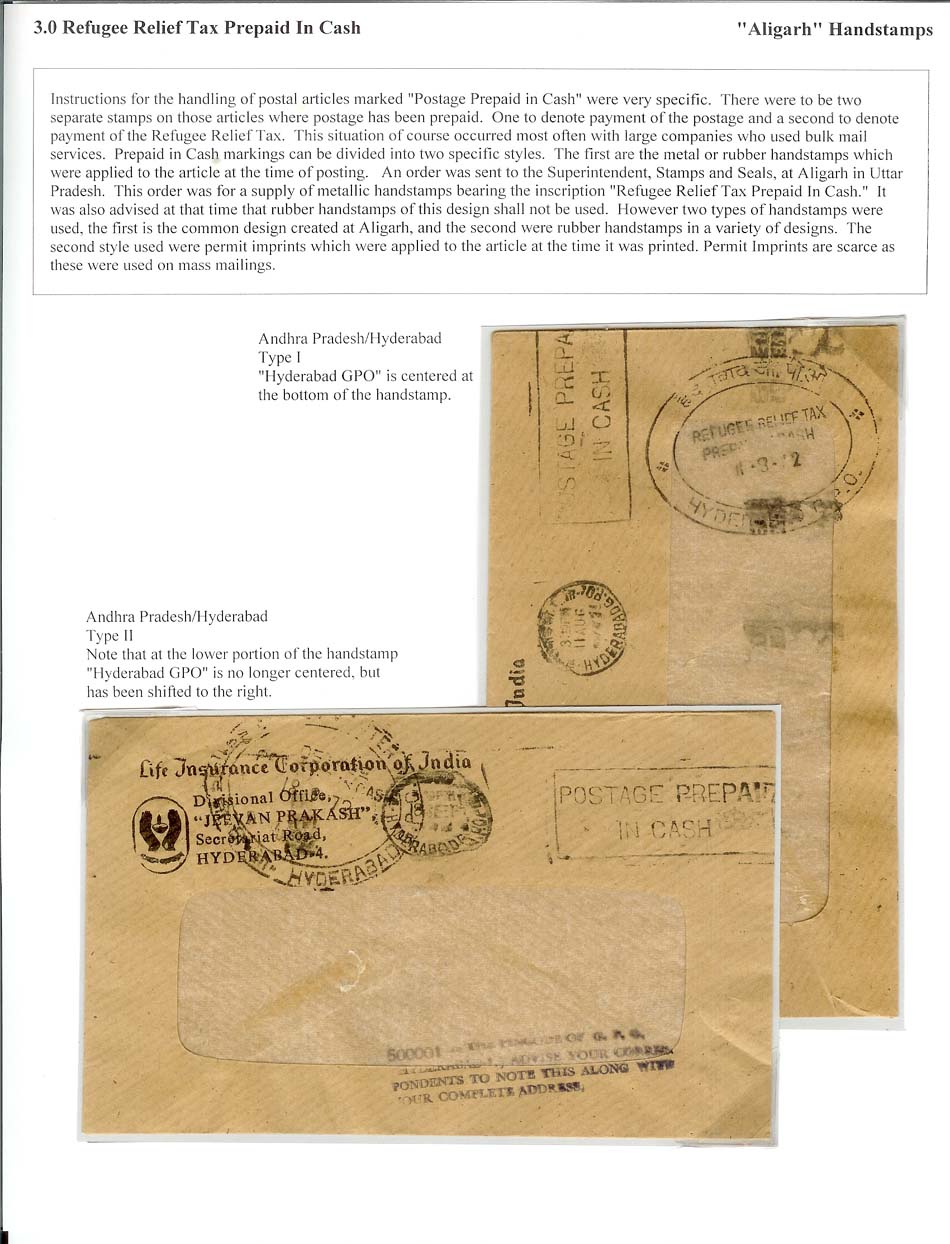 3.0 Refugee Relief Tax Prepaid In Cash
"Aligarh" Handstamps
Instructions for the handling of postal articles marked "Postage Prepaid in Cash" were very specific. There were to be two
separate stamps on those articles where postage has been prepaid. One to denote payment of the postage and a second to denote
payment of the Refugee Relief Tax. This situation of course occurred most often with large companies who used bulk mail
services. Prepaid in Cash markings can be divided into two specific styles. The first are the metal or rubber handstamps which
were applied to the article at the time of posting. An order was sent to the Superintendent, Stamps and Seals, at Aligarh in Uttar
Pradesh. This order was for a supply of metallic handstamps bearing the inscription "Refugee Relief Tax Prepaid In Cash." It
was also advised at that time that rubber handstamps of this design shall not be used. However two types of handstamps were
used, the first is the common design created at Aligarh, and the second were rubber handstamps in a variety of designs. The
second style used were permit imprints which were applied to the article at the time it was printed. Permit Imprints are scarce as
these were used on mass mailings.
Andhra Pradesh/Hyderabad
Type I
"Hyderabad GPO" is centered at
the bottom of the handstamp.
POSTAGE PREPA
IN CASH
REFUGEE RELIEF TAX
HYDERABAD
11 AUG
India
Andhra Pradesh/Hyderabad
Type II
Note that at the lower portion of the handstamp
"Hyderabad GPO" is no longer centered, but
has been shifted to the right.
Life Insurance Corporation of India
Divisional Office,
"JEEVAN PRAKASH",
Secretariat Road,
HYDERABAD-4.
HYDERABAD
POSTAGE PREPAI
IN CASH
500001 THE PINCODE OF G. P. O.
ADVISE YOUR CORRES
PONDENTS TO NOTE THIS ALONG WITH
YOUR COMPLETE ADDRESS.